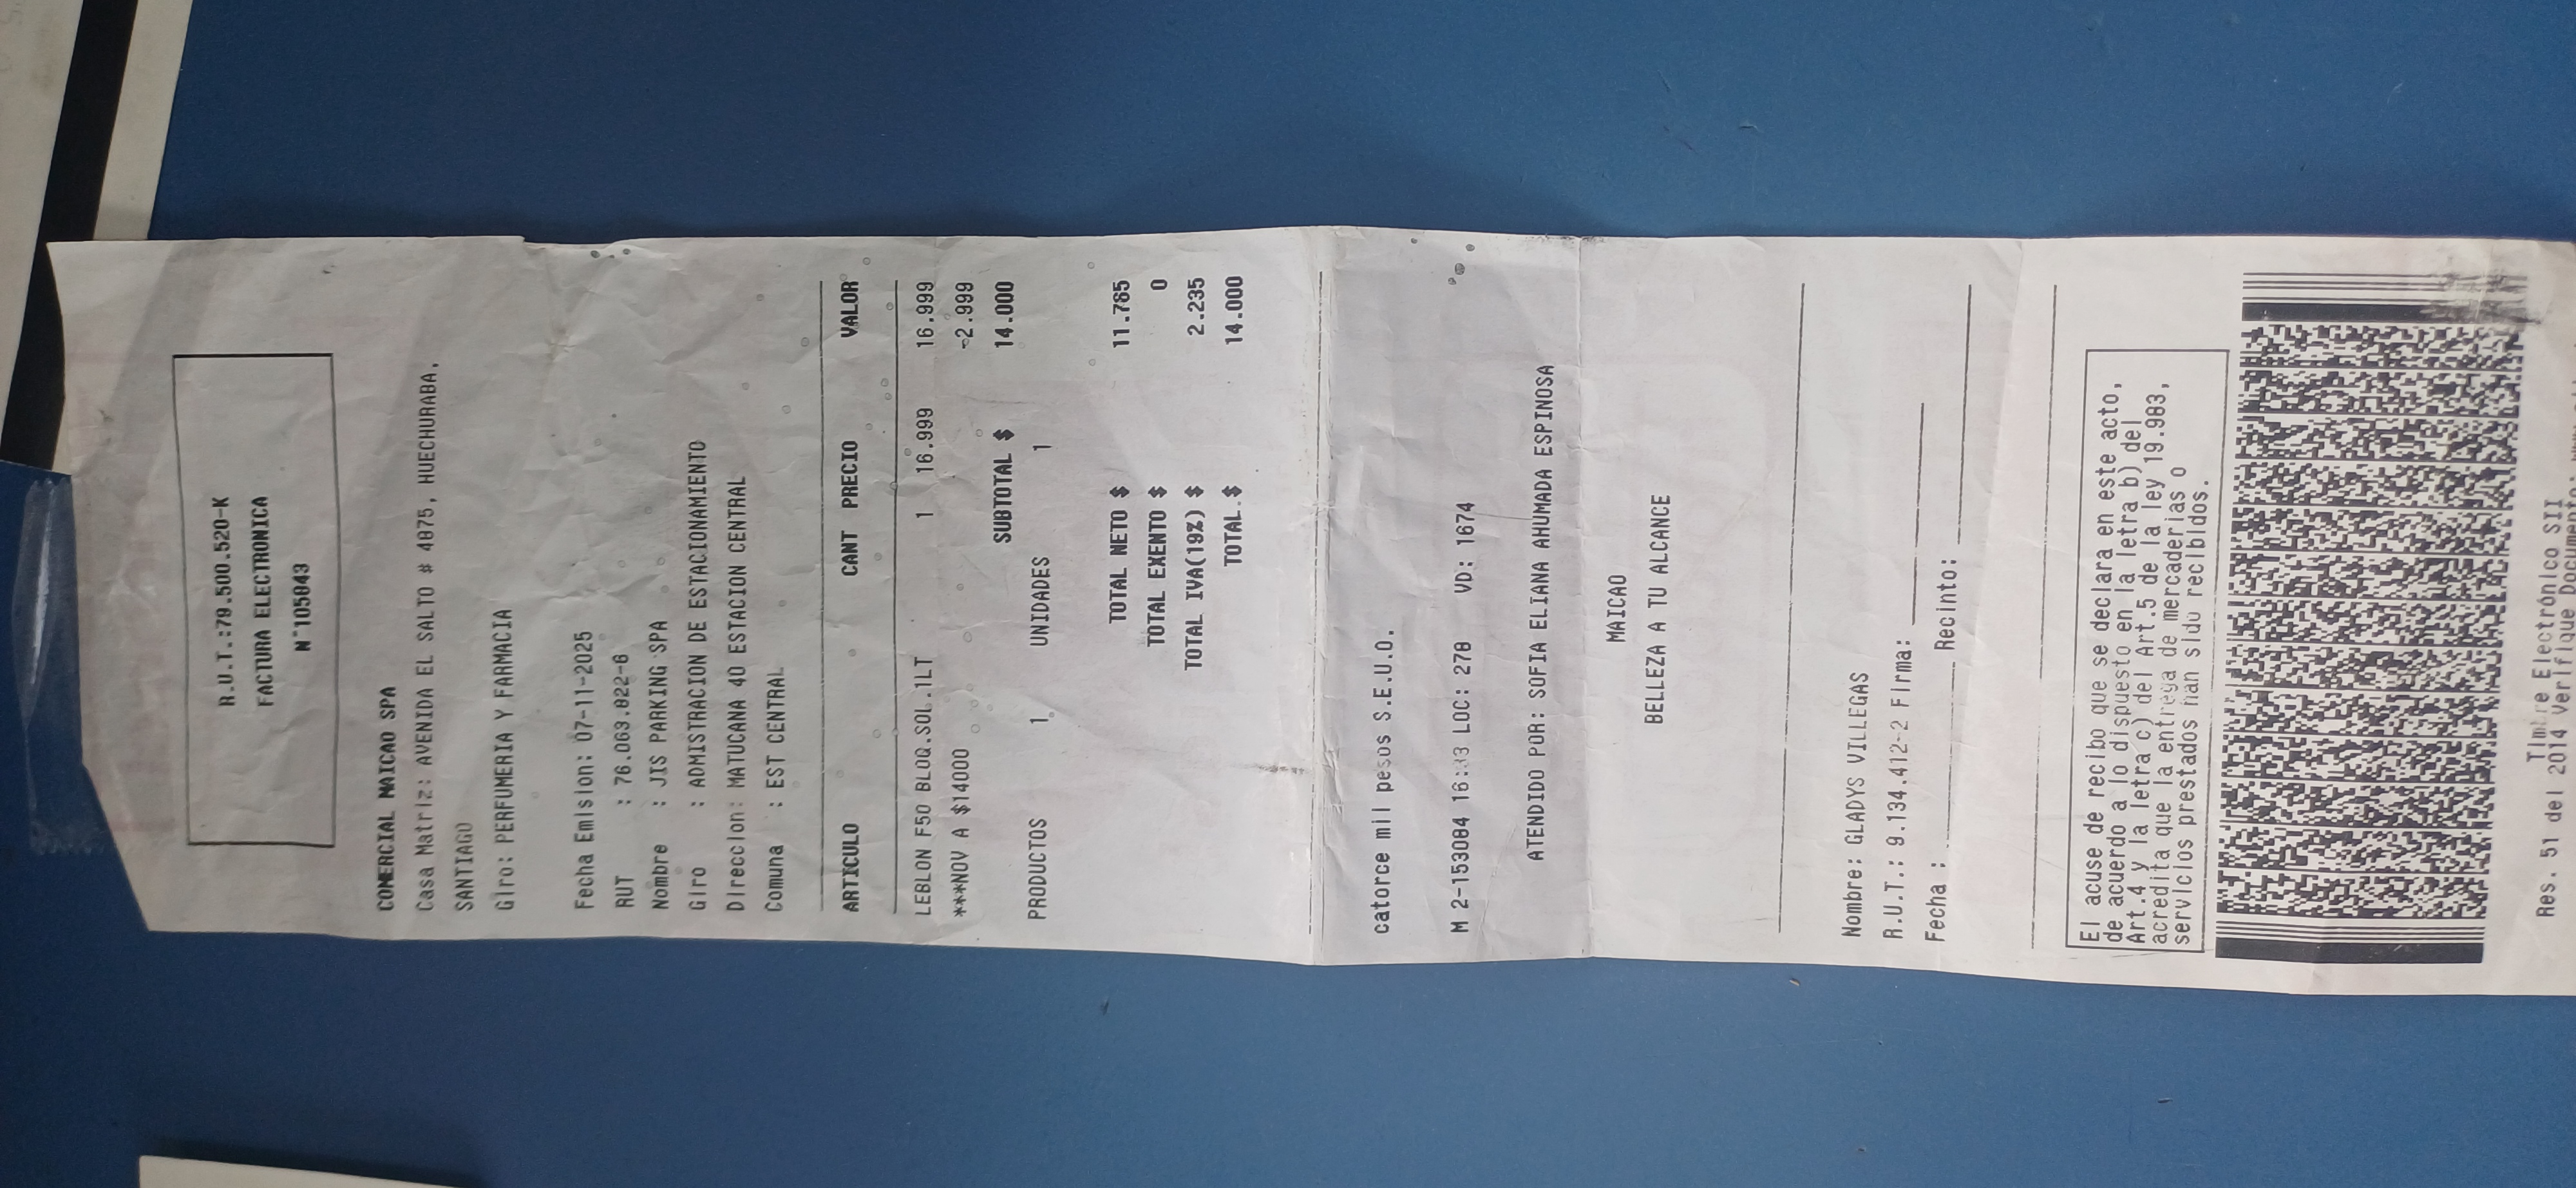 R.U.T.:79.500.520-K
FACTURA ELECTRONICA
N°105043
COMERCIAL MAICAO SPA
Casa Matriz: AVENIDA EL SALTO # 4875, HUECHURABA,
SANTIAGO
Giro: PERFUMERIA Y FARMACIA
Fecha Emision: 07-11-2025
RUT : 76.063.822-6
Nombre : JIS PARKING SPA
Giro : ADMISTRACION DE ESTACIONAMIENTO
Direccion: MATUCANA 40 ESTACION CENTRAL
Comuna : EST CENTRAL
ARTICULO CANT PRECIO VALOR
LEBLON F50 BLOQ.SOL.1LT 1 16.999 16.999
***NOV A $14000 -2.999
SUBTOTAL $ 14.000
PRODUCTOS 1 UNIDADES 1
TOTAL NETO $ 11.765
TOTAL EXENTO $ 0
TOTAL IVA(19%) $ 2.235
TOTAL.$ 14.000
catorce mil pesos S.E.U.O.
M 2-153084 16:33 LOC: 278 VD: 1674
ATENDIDO POR: SOFIA ELIANA AHUMADA ESPINOSA
MAICAO
BELLEZA A TU ALCANCE
Nombre: GLADYS VILLEGAS
R.U.T.: 9.134.412-2 Firma:
Fecha : Recinto:
El acuse de recibo que se declara en este acto,
de acuerdo a lo dispuesto en la letra b) del
Art.4 y la letra c) del Art.5 de la ley 19.983,
acredita que la entrega de mercaderias o
servicios prestados han sido recibidos.
Timbre Electrónico SII
Res. 51 del 2014 Verifique Documento: